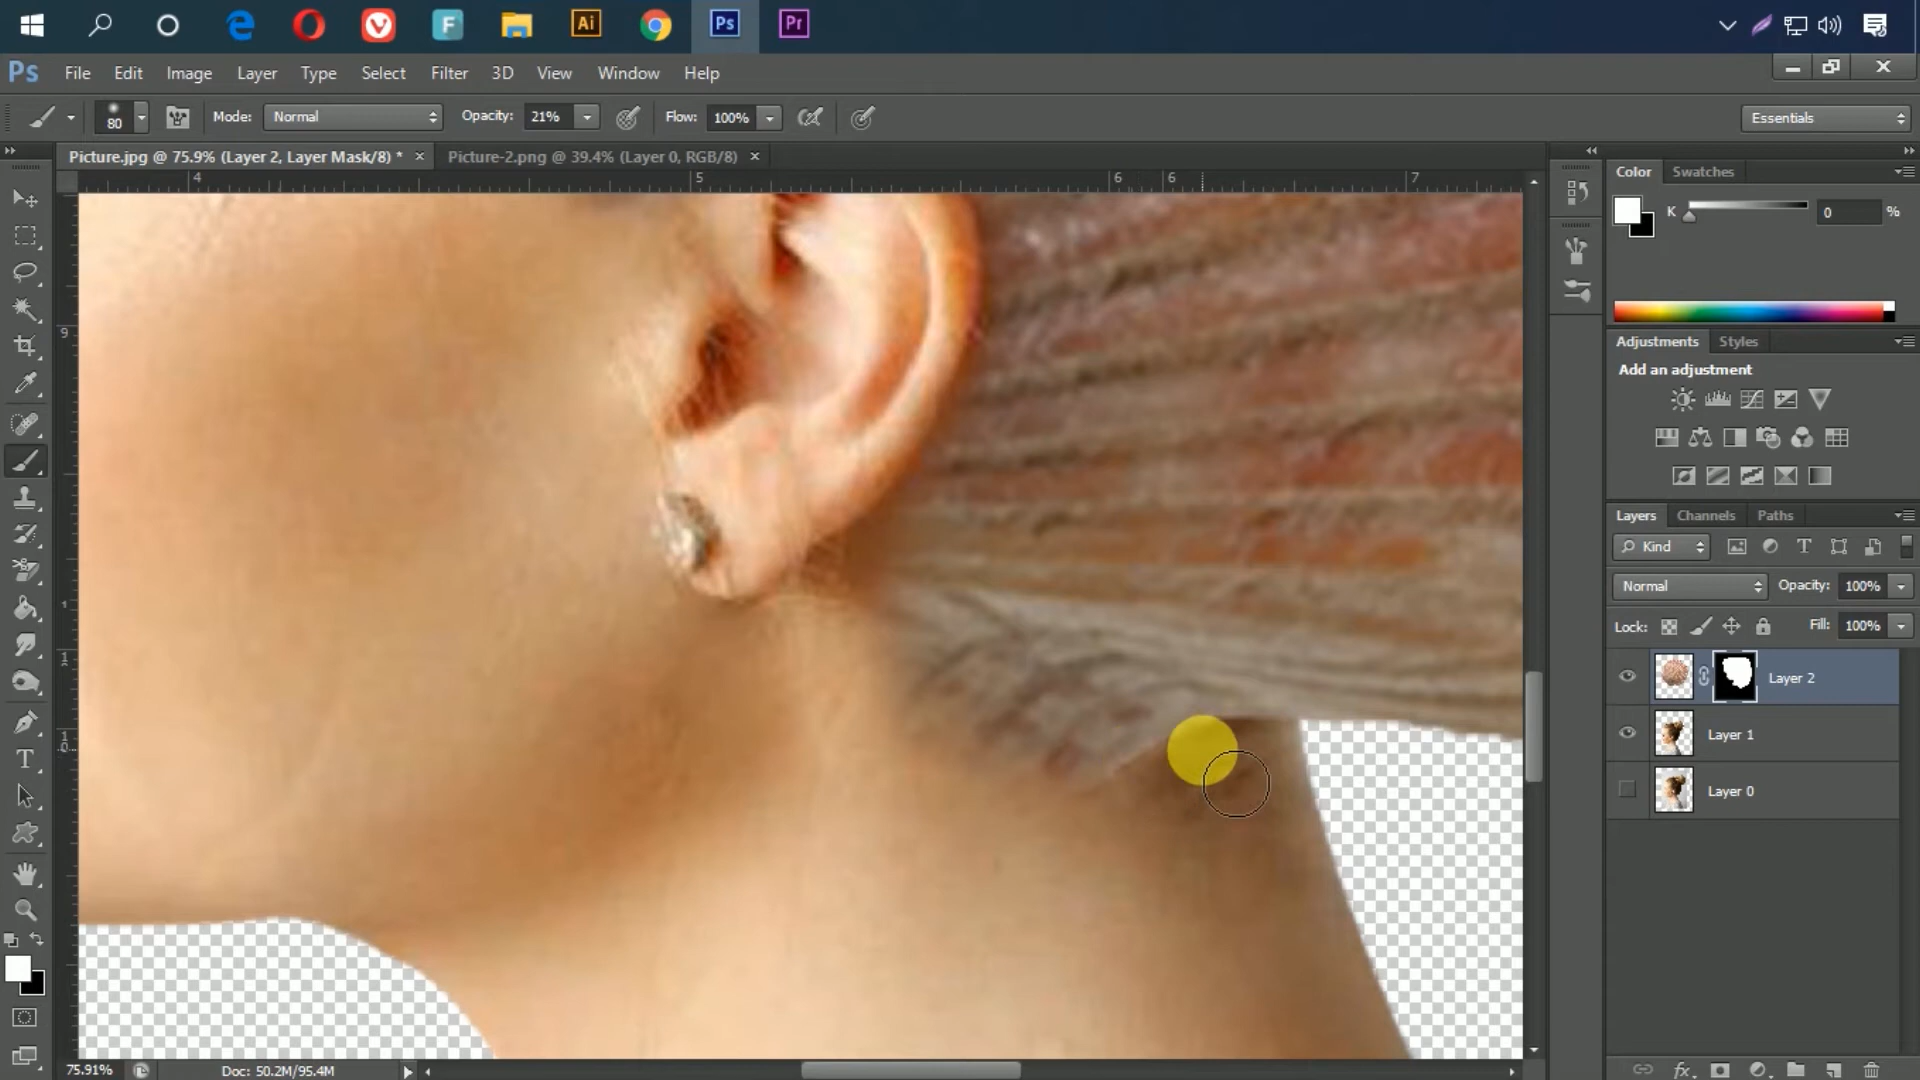 F
Ai
Ps
Pr
Ps File Edit Image Layer Type Select Filter 3D View Window Help
80 Mode: Normal Opacity: 21% Flow: 100% Essentials
Picture.jpg @ 75.9% (Layer 2, Layer Mask/8) * × Picture-2.png @ 39.4% (Layer 0, RGB/8) ×
4 5 6 6 7
Color Swatches
K 0 %
Adjustments Styles
Add an adjustment
Layers Channels Paths
Kind
Normal Opacity: 100%
Lock: Fill: 100%
Layer 2
Layer 1
Layer 0
9
T
75.91% Doc: 50.2M/95.4M
fx